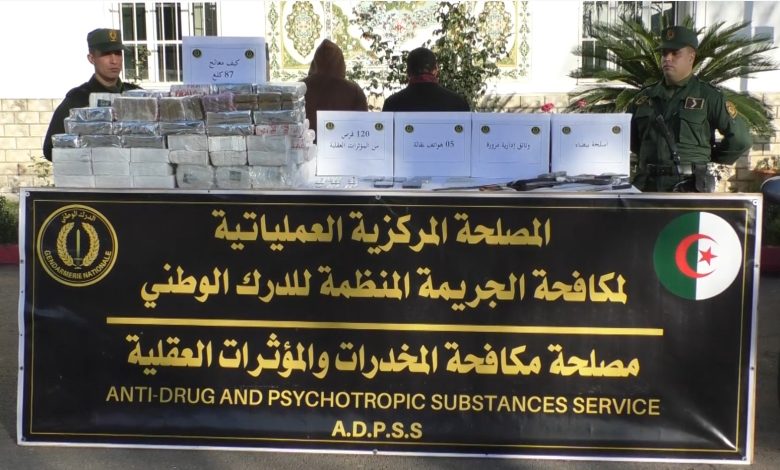 كيف معالج
87 كلغ
120 قرص
من المؤثرات العقلية
05 هواتف نقالة
وثائق إدارية مزورة
اسلحة بيضاء
الدرك الوطني
GENDARMERIE NATIONALE
المصلحة المركزية العملياتية
لمكافحة الجريمة المنظمة للدرك الوطني
مصلحة مكافحة المخدرات والمؤثرات العقلية
ANTI-DRUG AND PSYCHOTROPIC SUBSTANCES SERVICE
A.D.P.S.S